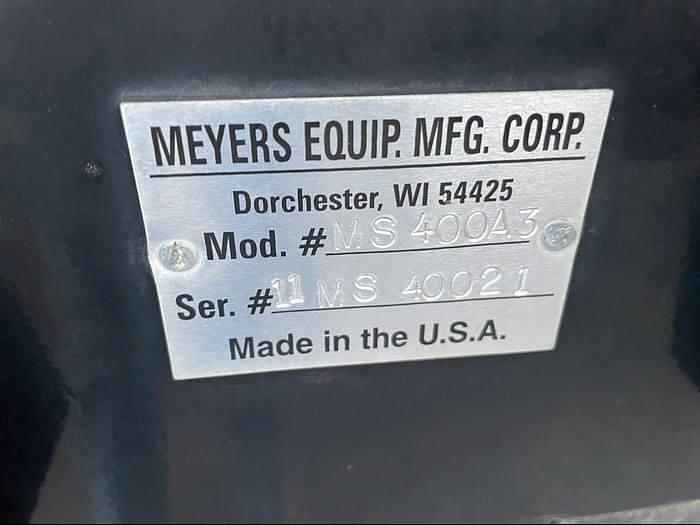 MEYERS EQUIP. MFG. CORP.
Dorchester, WI 54425
Mod. # MS 400A3
Ser. # 11 MS 40021
Made in the U.S.A.